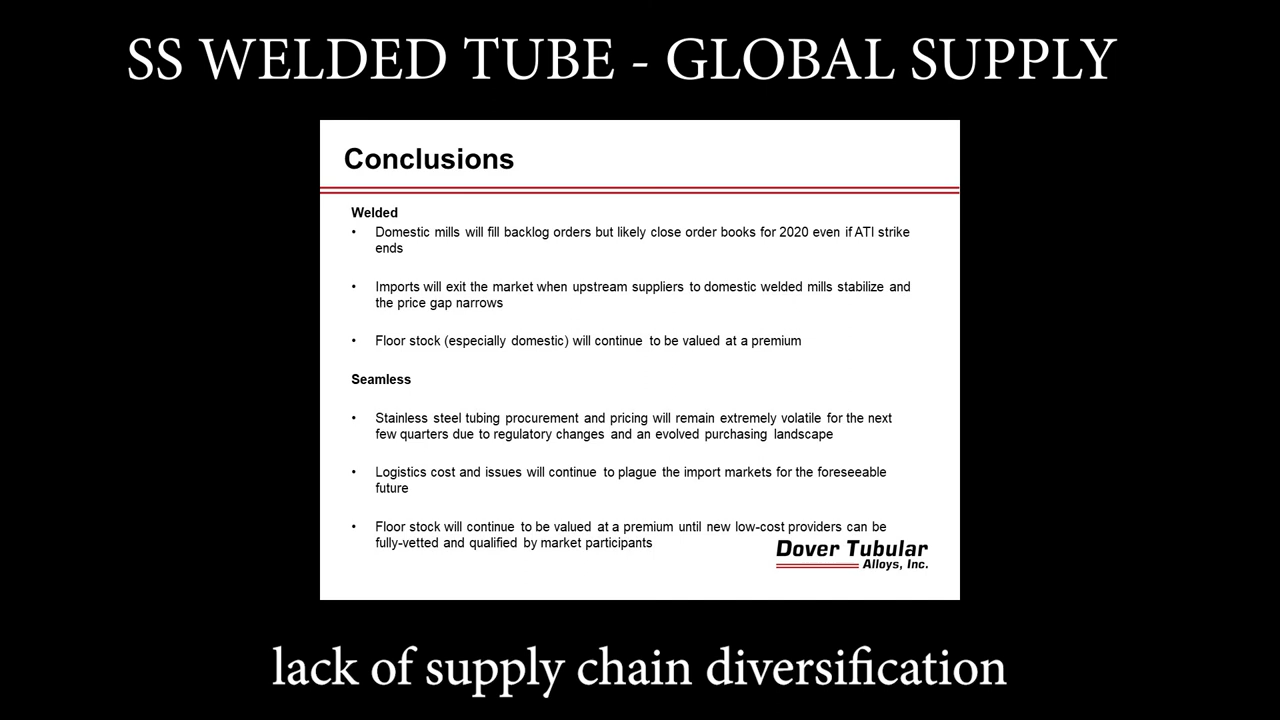 SS WELDED TUBE - GLOBAL SUPPLY
Conclusions
Welded
• Domestic mills will fill backlog orders but likely close order books for 2020 even if ATI strike
ends
• Imports will exit the market when upstream suppliers to domestic welded mills stabilize and
the price gap narrows
• Floor stock (especially domestic) will continue to be valued at a premium
Seamless
• Stainless steel tubing procurement and pricing will remain extremely volatile for the next
few quarters due to regulatory changes and an evolved purchasing landscape
• Logistics cost and issues will continue to plague the import markets for the foreseeable
future
• Floor stock will continue to be valued at a premium until new low-cost providers can be
fully-vetted and qualified by market participants
Dover Tubular
Alloys, Inc.
lack of supply chain diversification